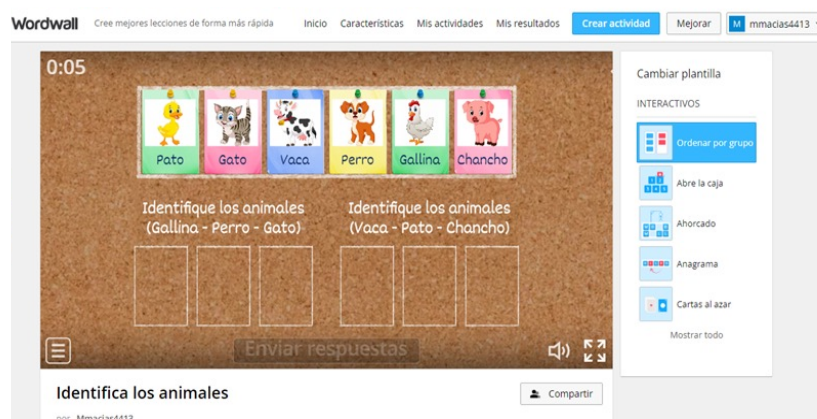 Wordwall Cree mejores lecciones de forma más rápida Inicio Características Mis actividades Mis resultados Crear actividad Mejorar M mmacias4413
0:05
Pato Gato Vaca Perro Gallina Chancho
Identifique los animales
(Gallina - Perro - Gato)
Identifique los animales
(Vaca - Pato - Chancho)
Enviar respuestas
Identifica los animales
Compartir
por Mmacias4413
Cambiar plantilla
INTERACTIVOS
Ordenar por grupo
Abre la caja
Ahorcado
Anagrama
Cartas al azar
Mostrar todo